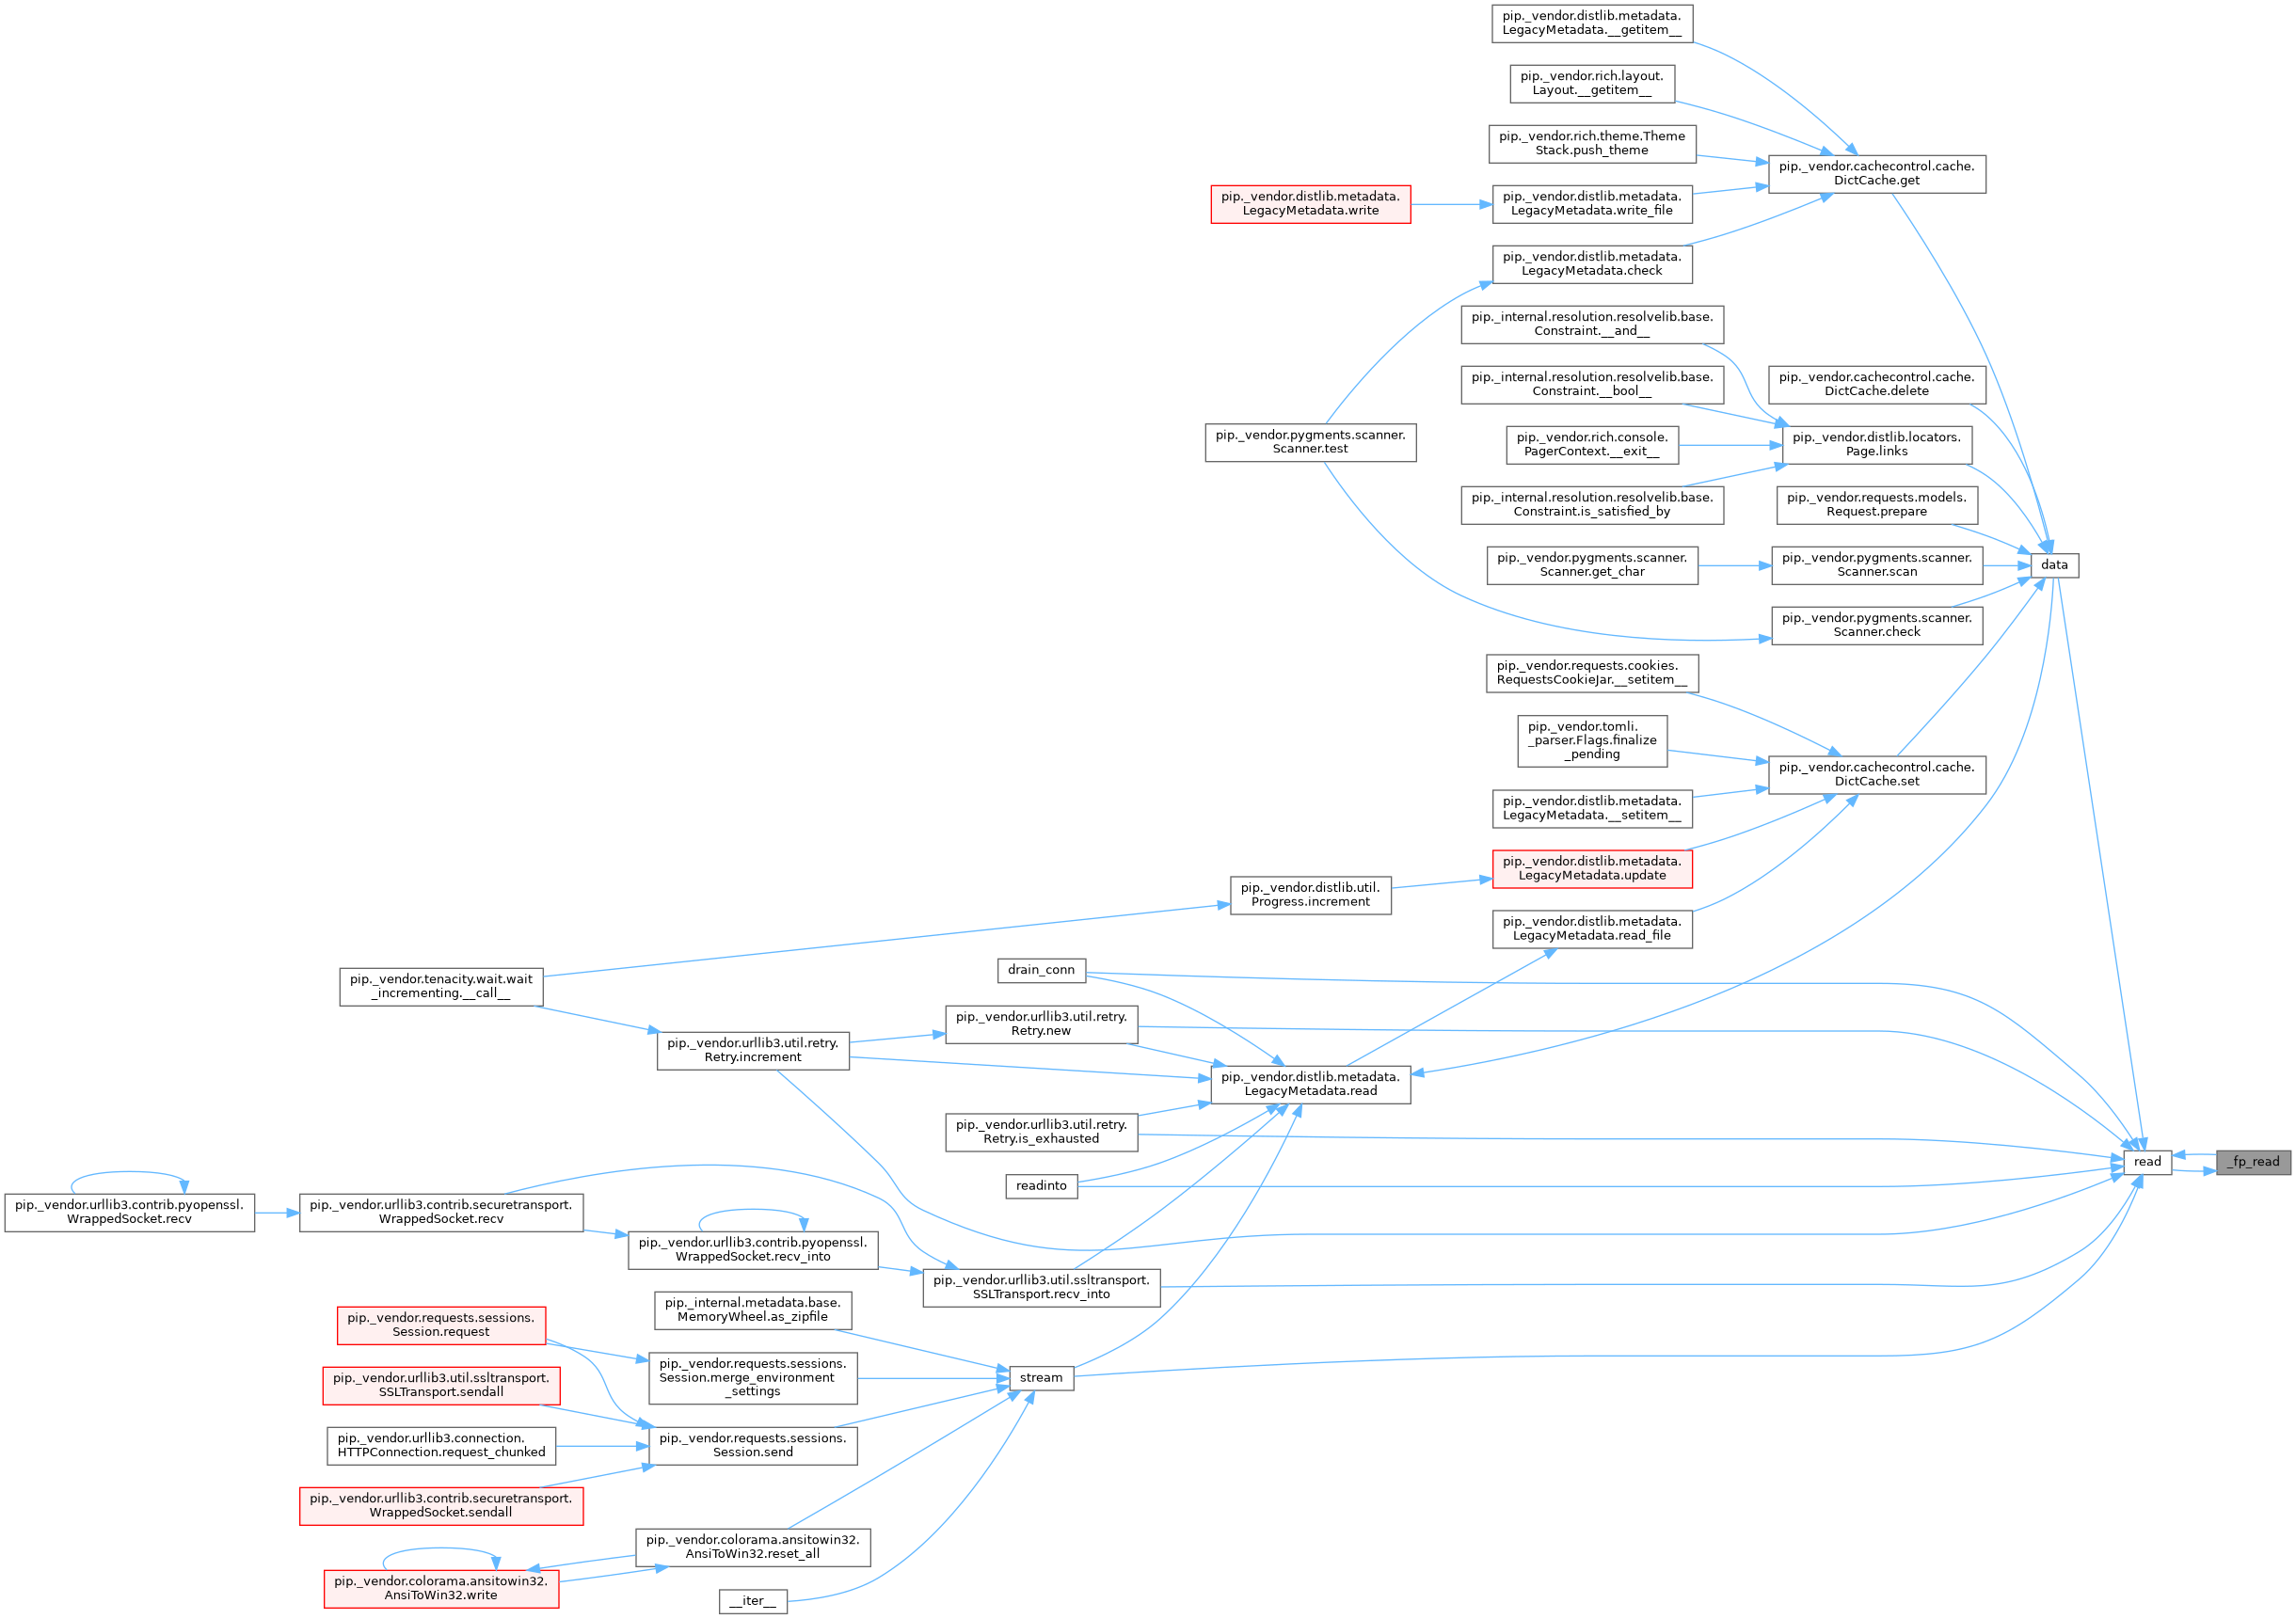 pip._vendor.distlib.metadata.
LegacyMetadata.__getitem__
pip._vendor.rich.layout.
Layout.__getitem__
pip._vendor.rich.theme.Theme
Stack.push_theme
pip._vendor.cachecontrol.cache.
DictCache.get
pip._vendor.distlib.metadata.
LegacyMetadata.write
pip._vendor.distlib.metadata.
LegacyMetadata.write_file
pip._vendor.distlib.metadata.
LegacyMetadata.check
pip._internal.resolution.resolvelib.base.
Constraint.__and__
pip._internal.resolution.resolvelib.base.
Constraint.__bool__
pip._vendor.cachecontrol.cache.
DictCache.delete
pip._vendor.pygments.scanner.
Scanner.test
pip._vendor.rich.console.
PagerContext.__exit__
pip._vendor.distlib.locators.
Page.links
pip._internal.resolution.resolvelib.base.
Constraint.is_satisfied_by
pip._vendor.requests.models.
Request.prepare
pip._vendor.pygments.scanner.
Scanner.get_char
pip._vendor.pygments.scanner.
Scanner.scan
data
pip._vendor.pygments.scanner.
Scanner.check
pip._vendor.requests.cookies.
RequestsCookieJar.__setitem__
pip._vendor.tomli.
_parser.Flags.finalize
_pending
pip._vendor.cachecontrol.cache.
DictCache.set
pip._vendor.distlib.metadata.
LegacyMetadata.__setitem__
pip._vendor.distlib.metadata.
LegacyMetadata.update
pip._vendor.distlib.util.
Progress.increment
pip._vendor.distlib.metadata.
LegacyMetadata.read_file
pip._vendor.tenacity.wait.wait
_incrementing.__call__
drain_conn
pip._vendor.urllib3.util.retry.
Retry.new
pip._vendor.urllib3.util.retry.
Retry.increment
pip._vendor.distlib.metadata.
LegacyMetadata.read
pip._vendor.urllib3.util.retry.
Retry.is_exhausted
read
_fp_read
readinto
pip._vendor.urllib3.contrib.pyopenssl.
WrappedSocket.recv
pip._vendor.urllib3.contrib.securetransport.
WrappedSocket.recv
pip._vendor.urllib3.contrib.pyopenssl.
WrappedSocket.recv_into
pip._vendor.urllib3.util.ssltransport.
SSLTransport.recv_into
pip._internal.metadata.base.
MemoryWheel.as_zipfile
pip._vendor.requests.sessions.
Session.request
pip._vendor.requests.sessions.
Session.merge_environment
_settings
stream
pip._vendor.urllib3.util.ssltransport.
SSLTransport.sendall
pip._vendor.urllib3.connection.
HTTPConnection.request_chunked
pip._vendor.requests.sessions.
Session.send
pip._vendor.urllib3.contrib.securetransport.
WrappedSocket.sendall
pip._vendor.colorama.ansitowin32.
AnsiToWin32.reset_all
pip._vendor.colorama.ansitowin32.
AnsiToWin32.write
__iter__